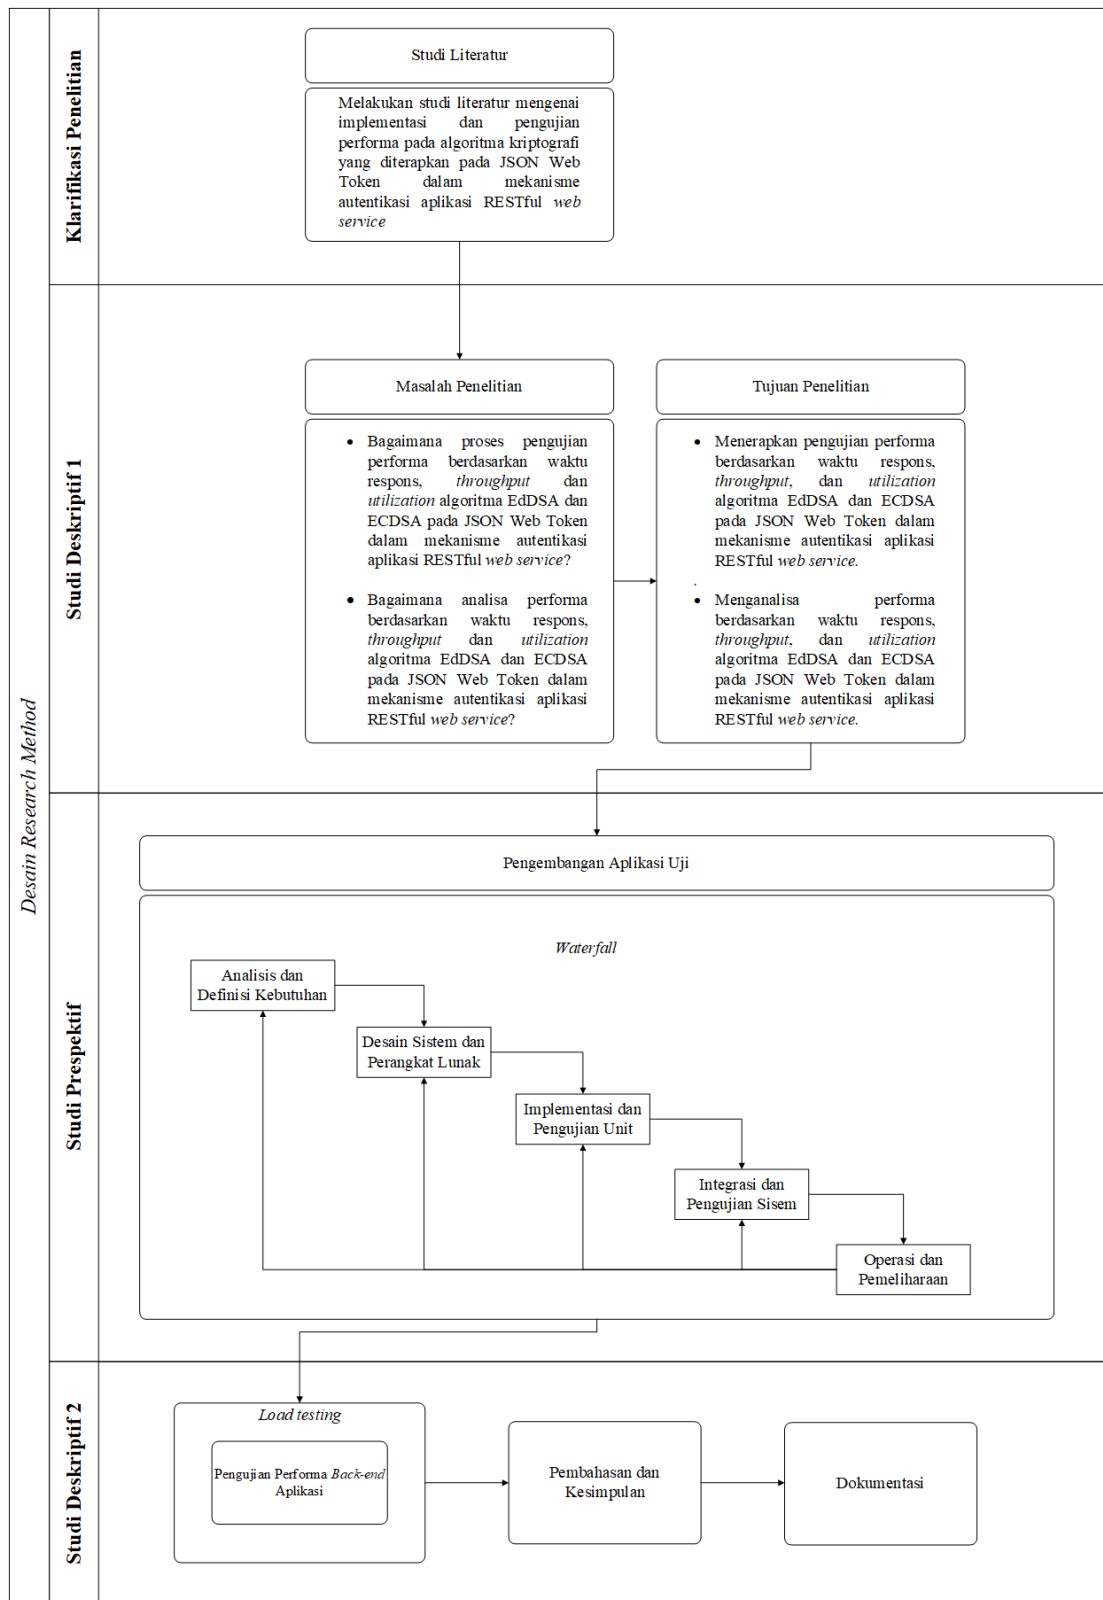 Desain Research Method
Klarifikasi Penelitian
Studi Literatur
Melakukan studi literatur mengenai
implementasi dan pengujian
performa pada algoritma kriptografi
yang diterapkan pada JSON Web
Token dalam mekanisme
autentikasi aplikasi RESTful web
service
Studi Deskriptif 1
Masalah Penelitian
• Bagaimana proses pengujian
performa berdasarkan waktu
respons, throughput dan
utilization algoritma EdDSA dan
ECDSA pada JSON Web Token
dalam mekanisme autentikasi
aplikasi RESTful web service?
• Bagaimana analisa performa
berdasarkan waktu respons,
throughput dan utilization
algoritma EdDSA dan ECDSA
pada JSON Web Token dalam
mekanisme autentikasi aplikasi
RESTful web service?
Tujuan Penelitian
• Menerapkan pengujian performa
berdasarkan waktu respons,
throughput, dan utilization
algoritma EdDSA dan ECDSA
pada JSON Web Token dalam
mekanisme autentikasi aplikasi
RESTful web service.
.
• Menganalisa performa
berdasarkan waktu respons,
throughput, dan utilization
algoritma EdDSA dan ECDSA
pada JSON Web Token dalam
mekanisme autentikasi aplikasi
RESTful web service.
Studi Prespektif
Pengembangan Aplikasi Uji
Waterfall
Analisis dan
Definisi Kebutuhan
Desain Sistem dan
Perangkat Lunak
Implementasi dan
Pengujian Unit
Integrasi dan
Pengujian Sisem
Operasi dan
Pemeliharaan
Studi Deskriptif 2
Load testing
Pengujian Performa Back-end
Aplikasi
Pembahasan dan
Kesimpulan
Dokumentasi